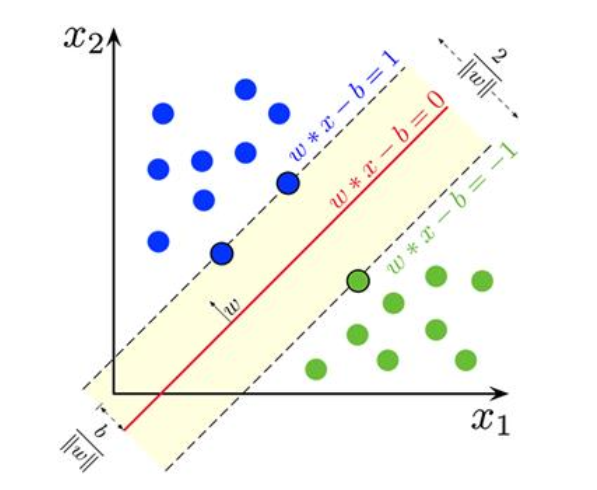 x₂
w * x − b = 1
2
‖w‖
w * x − b = 0
w * x − b = −1
w
b
‖w‖
x₁